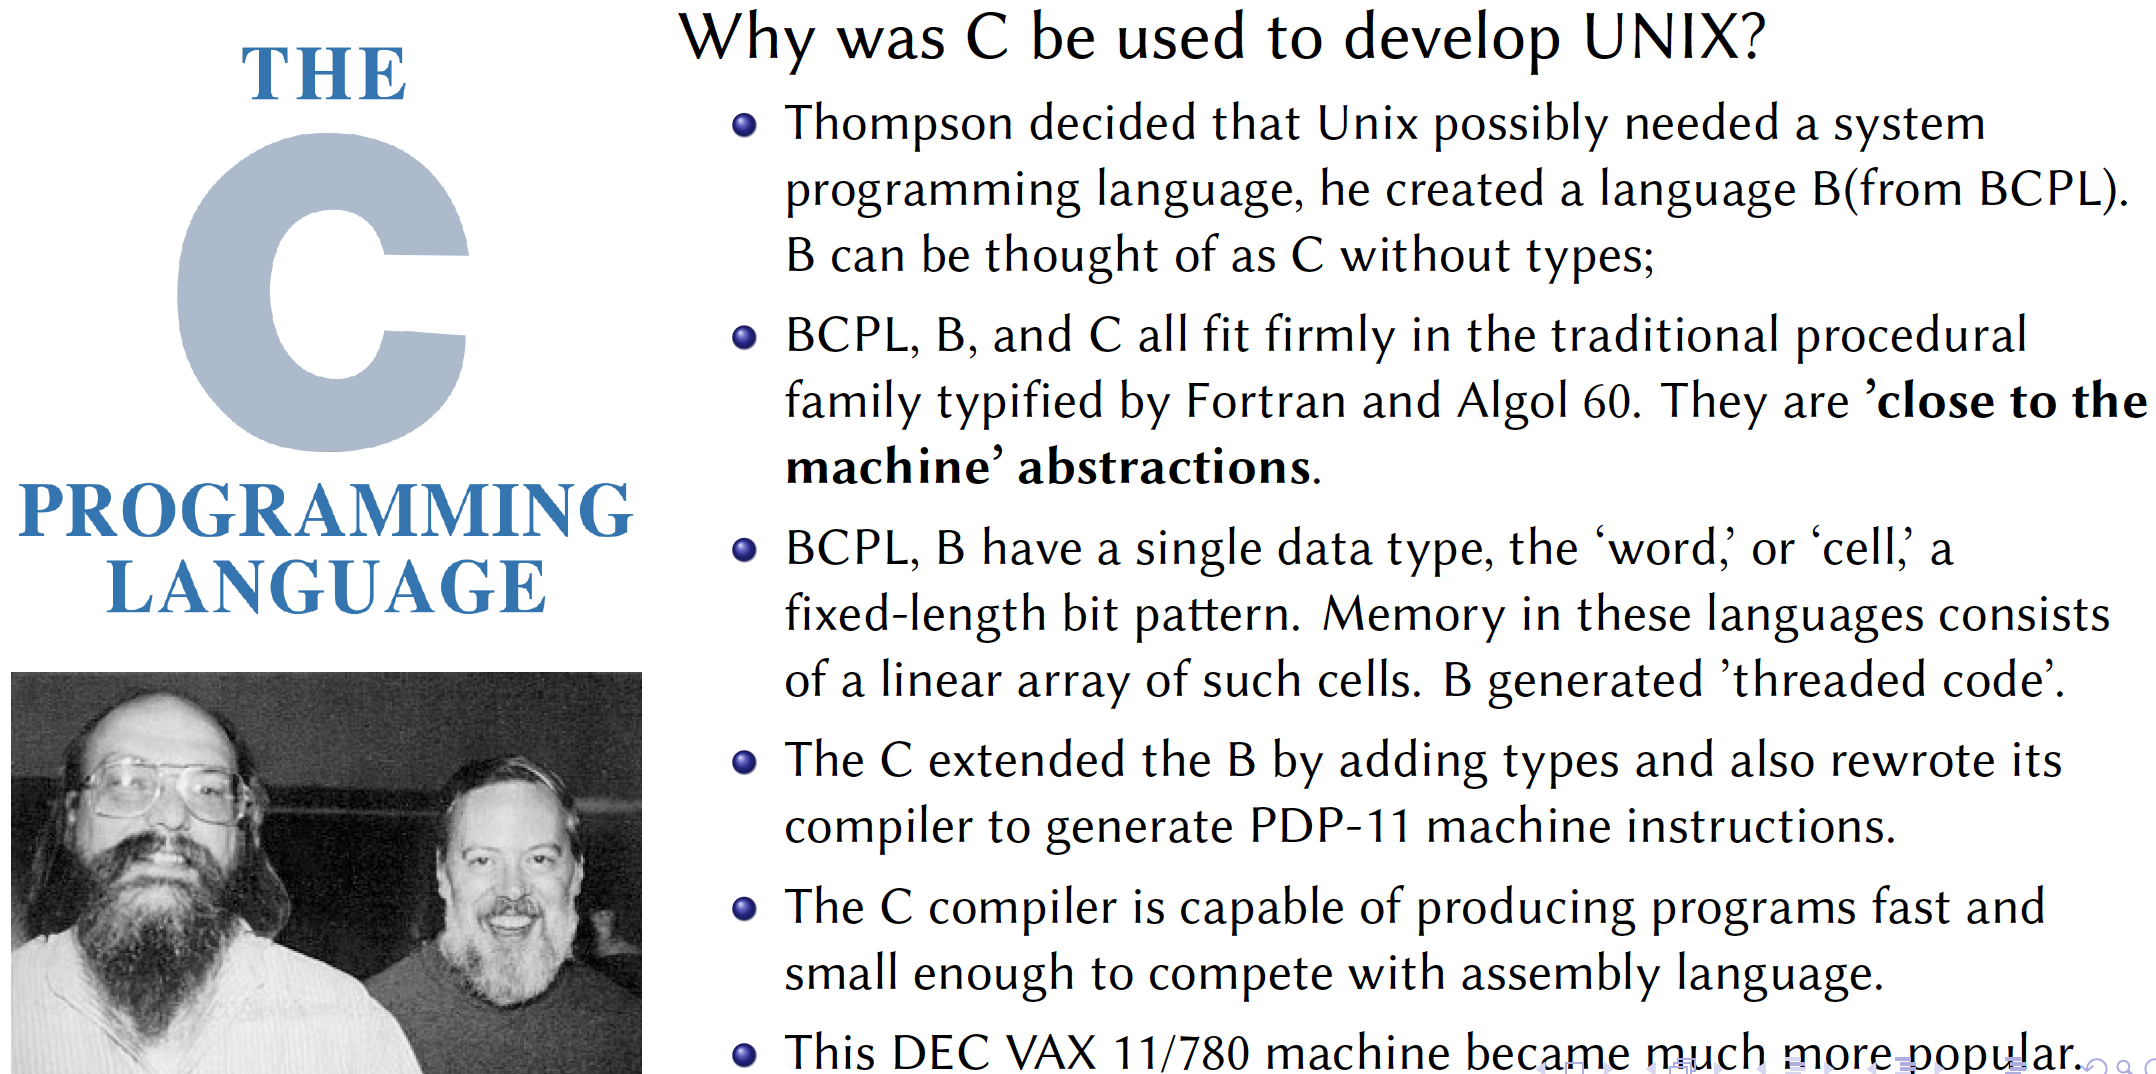 THE
C
PROGRAMMING
LANGUAGE
Why was C be used to develop UNIX?
Thompson decided that Unix possibly needed a system
programming language, he created a language B(from BCPL).
B can be thought of as C without types;
BCPL, B, and C all fit firmly in the traditional procedural
family typified by Fortran and Algol 60. They are ’close to the
machine’ abstractions.
BCPL, B have a single data type, the ‘word,’ or ‘cell,’ a
fixed-length bit pattern. Memory in these languages consists
of a linear array of such cells. B generated ’threaded code’.
The C extended the B by adding types and also rewrote its
compiler to generate PDP-11 machine instructions.
The C compiler is capable of producing programs fast and
small enough to compete with assembly language.
This DEC VAX 11/780 machine became much more popular.